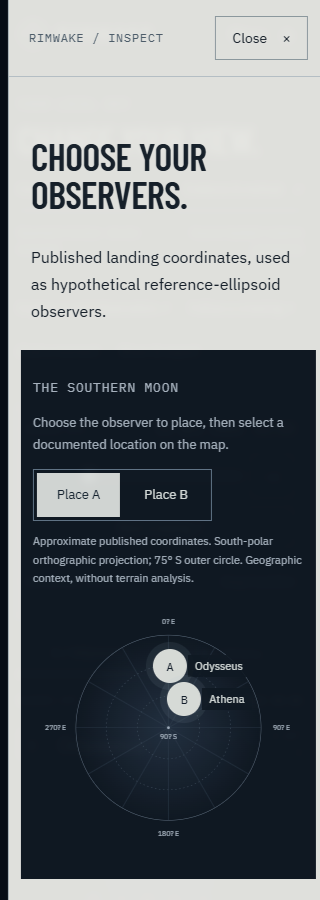 RIMWAKE / INSPECT
Close ×
CHOOSE YOUR
OBSERVERS.
Published landing coordinates, used
as hypothetical reference-ellipsoid
observers.
THE SOUTHERN MOON
Choose the observer to place, then select a
documented location on the map.
Place A Place B
Approximate published coordinates. South-polar
orthographic projection; 75° S outer circle. Geographic
context, without terrain analysis.
0? E
A Odysseus
B Athena
270? E 90? E
90? S
180? E